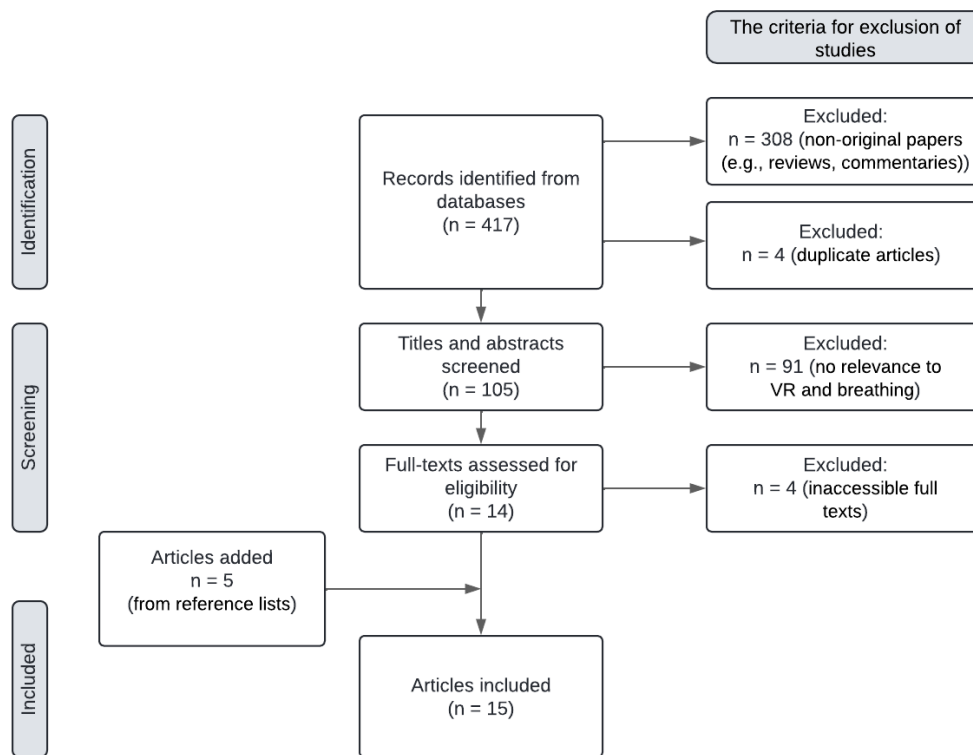 The criteria for exclusion of
studies
Identification
Records identified from
databases
(n = 417)
Excluded:
n = 308 (non-original papers
(e.g., reviews, commentaries))
Excluded:
n = 4 (duplicate articles)
Screening
Titles and abstracts
screened
(n = 105)
Excluded:
n = 91 (no relevance to
VR and breathing)
Full-texts assessed for
eligibility
(n = 14)
Excluded:
n = 4 (inaccessible full
texts)
Articles added
n = 5
(from reference lists)
Included
Articles included
(n = 15)